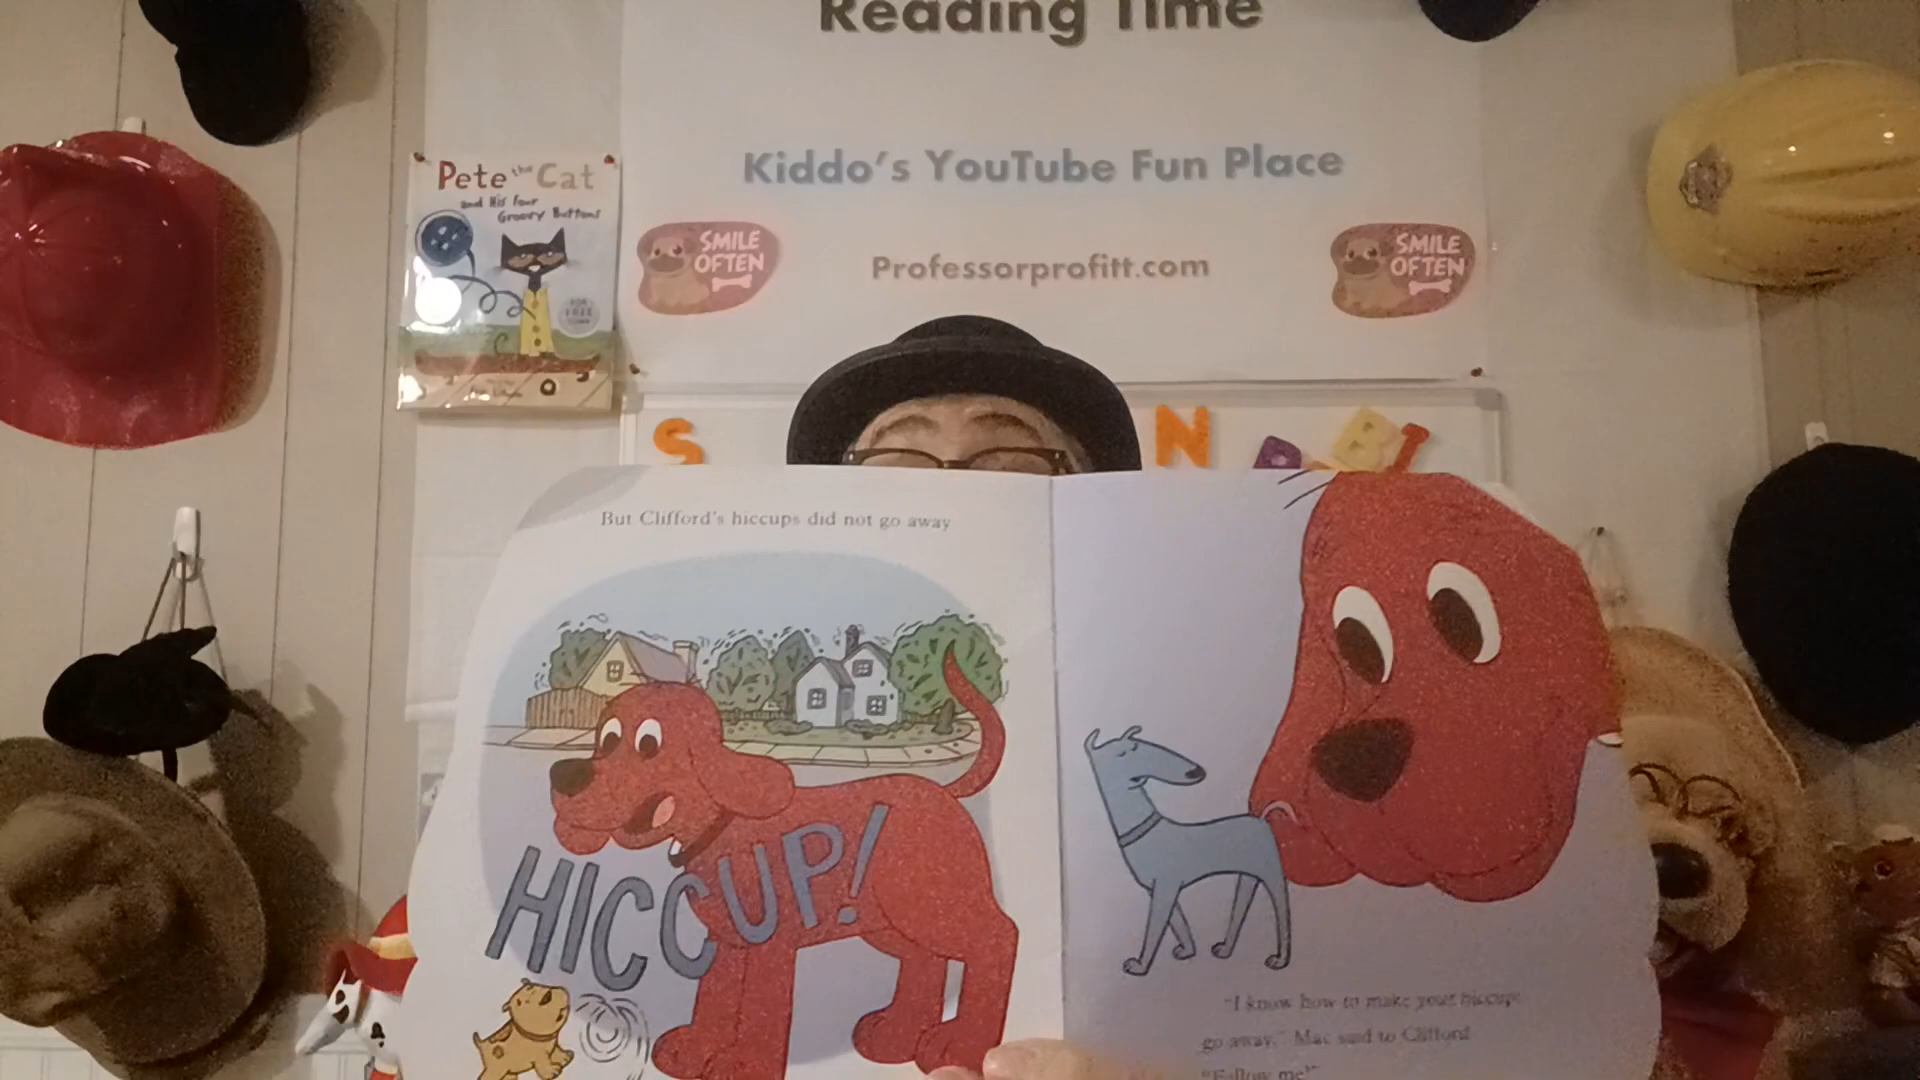 Reading Time
Kiddo's YouTube Fun Place
Professorprofitt.com
SMILE
OFTEN
SMILE
OFTEN
Pete the Cat
and His four
Groovy Buttons
S
N
B
But Clifford's hiccups did not go away
HICCUP!
"I know how to make your hiccups
go away," Mac said to Clifford
"Follow me!"